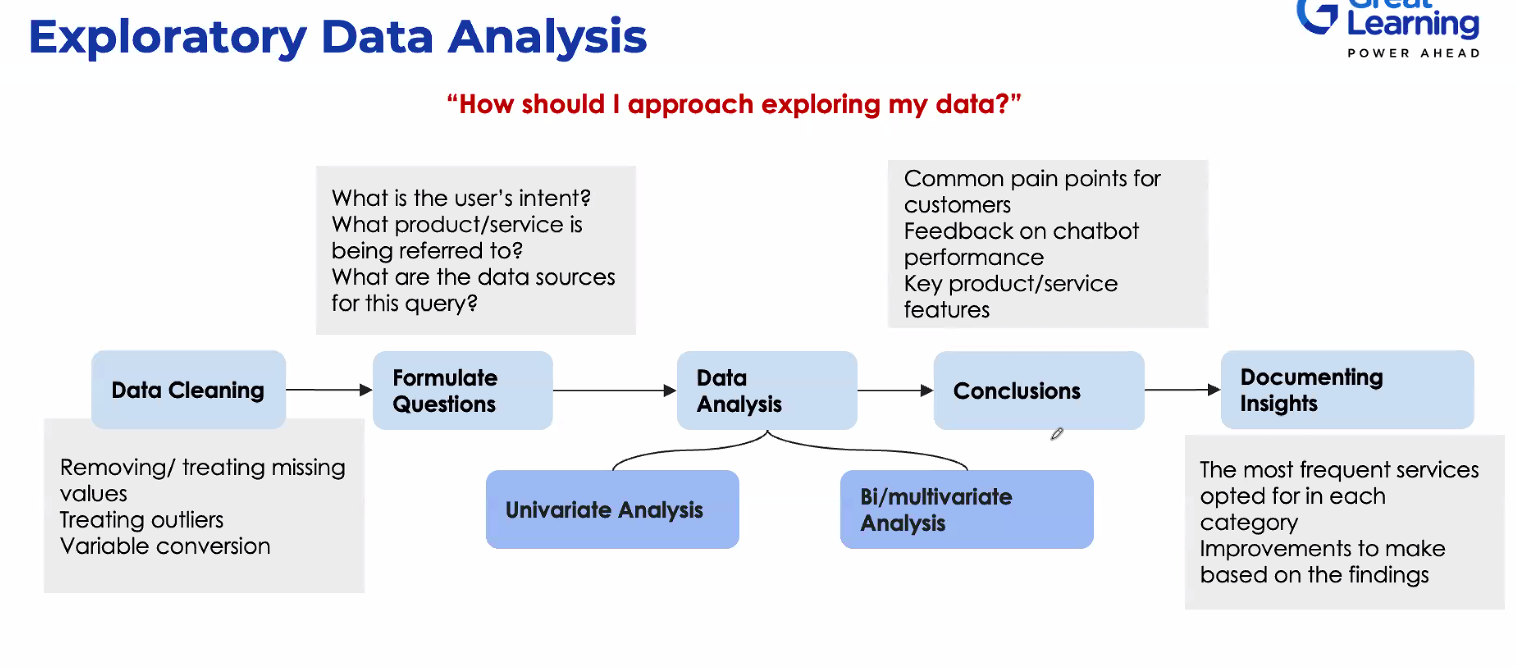 Exploratory Data Analysis
Great
Learning
POWER AHEAD
“How should I approach exploring my data?”
What is the user’s intent?
What product/service is
being referred to?
What are the data sources
for this query?
Common pain points for
customers
Feedback on chatbot
performance
Key product/service
features
Data Cleaning
Formulate
Questions
Data
Analysis
Conclusions
Documenting
Insights
Removing/ treating missing
values
Treating outliers
Variable conversion
Univariate Analysis
Bi/multivariate
Analysis
The most frequent services
opted for in each
category
Improvements to make
based on the findings